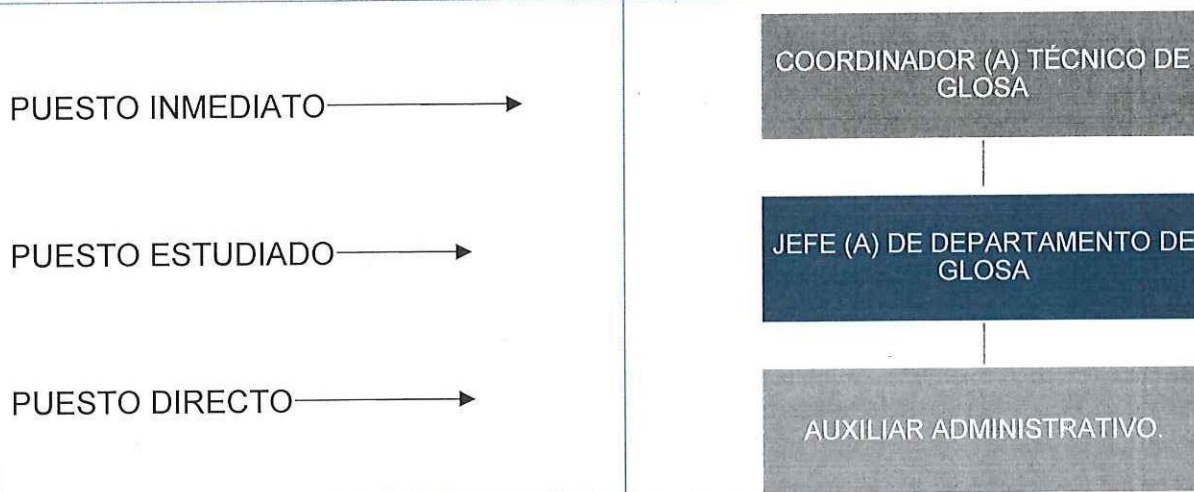 PUESTO INMEDIATO
COORDINADOR (A) TÉCNICO DE
GLOSA
PUESTO ESTUDIADO
JEFE (A) DE DEPARTAMENTO DE
GLOSA
PUESTO DIRECTO
AUXILIAR ADMINISTRATIVO.